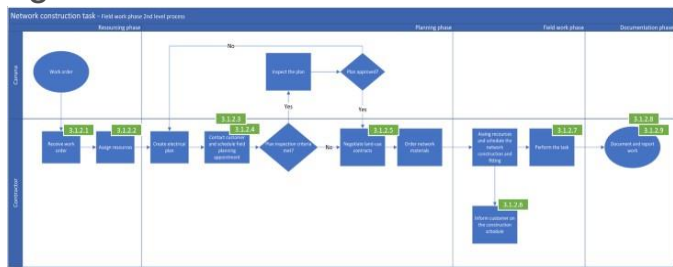 Network construction task - Field work phase 2nd level process
Resourcing phase
Planning phase
Field work phase
Documentation phase
Work order
No
Inspect the plan
Plan approved?
Yes
Yes
3.1.2.1
Receive work
order
3.1.2.2
Assign resources
Create electrical
plan
3.1.2.3
3.1.2.4
Contact customer
and schedule field
planning
appointment
Plan inspection criteria
met?
No
3.1.2.5
Negotiate land use
contracts
Order network
materials
Assing resources
and schedule the
network
construction and
fitting
3.1.2.7
Perform the task
3.1.2.8
3.1.2.9
Document and report
work
3.1.2.6
Inform customer on
the construction
schedule
Contractor